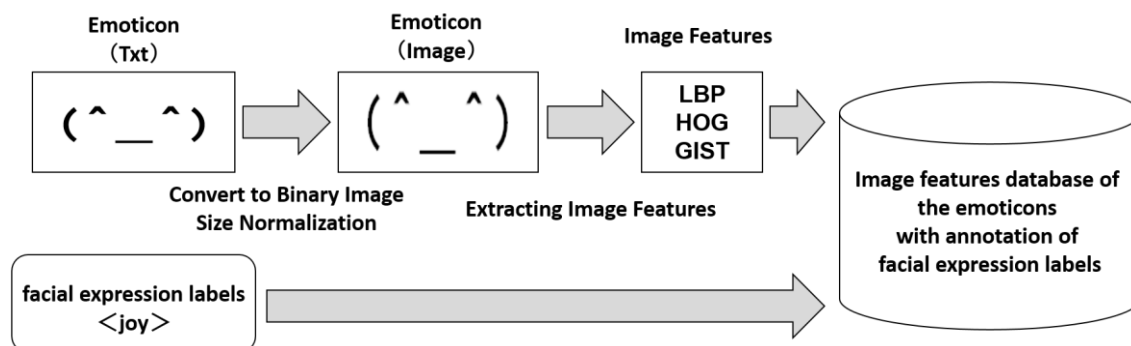 Emoticon
（Txt）
( ^ _ ^ )
Convert to Binary Image
Size Normalization
Emoticon
（Image）
( ^ _ ^ )
Extracting Image Features
Image Features
LBP
HOG
GIST
facial expression labels
＜joy＞
Image features database of
the emoticons
with annotation of
facial expression labels